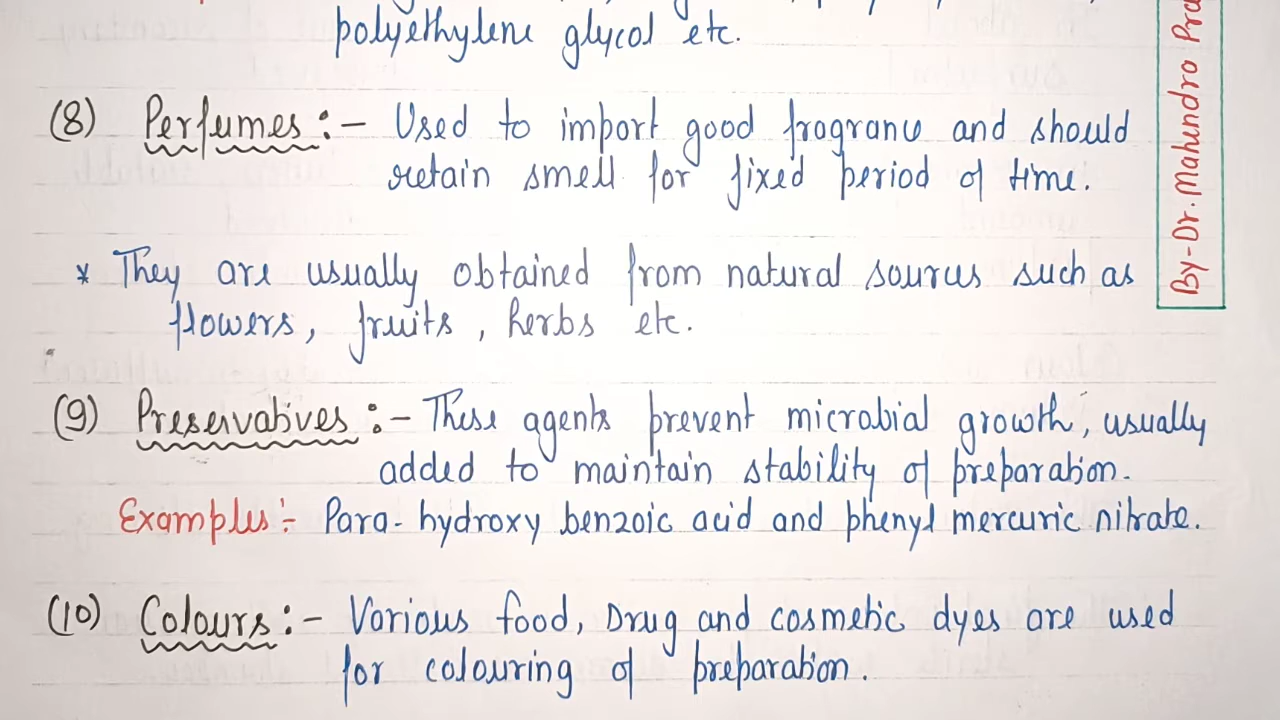 polyethylene glycol etc.
(8) Perfumes :- Used to import good fragrance and should
retain smell for fixed period of time.
* They are usually obtained from natural sources such as
flowers, fruits, herbs etc.
(9) Preservatives :- These agents prevent microbial growth, usually
added to maintain stability of preparation.
Examples :- Para-hydroxy benzoic acid and phenyl mercuric nitrate.
(10) Colours :- Various food, Drug and cosmetic dyes are used
for colouring of preparation.
By-Dr. Mahendra Pra